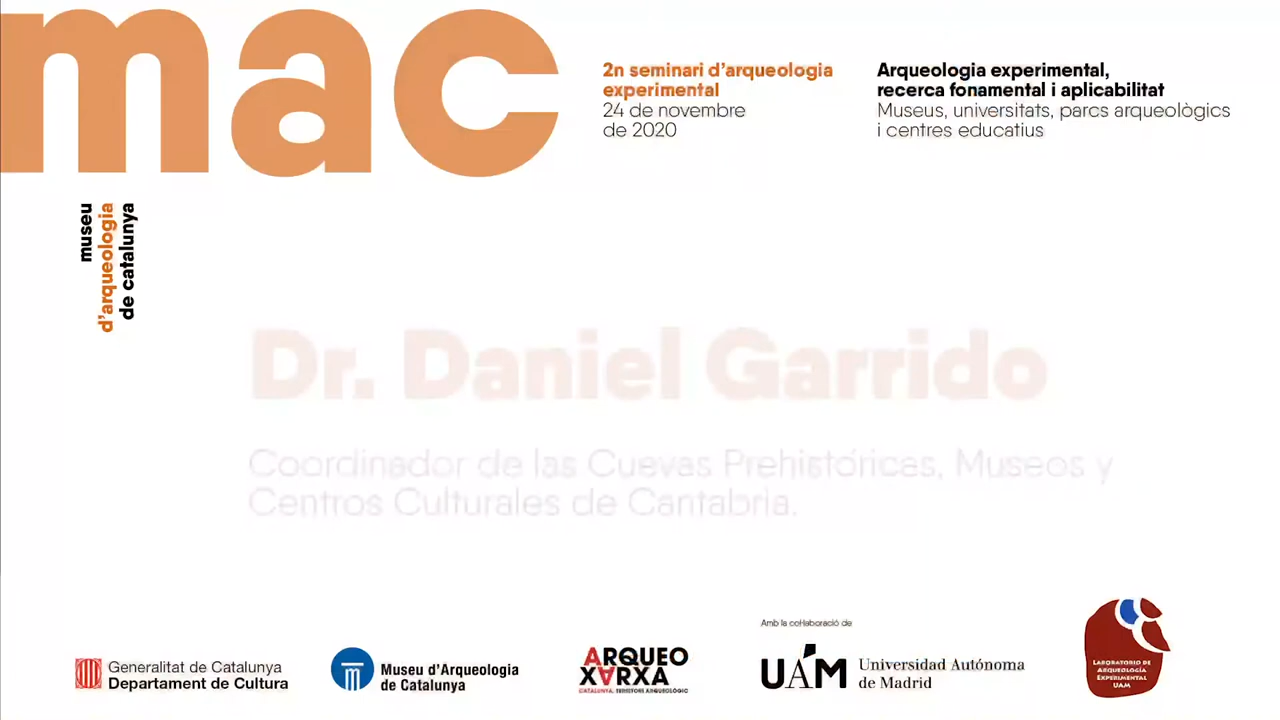 mac
2n seminari d'arqueologia
experimental
24 de novembre
de 2020
Arqueologia experimental,
recerca fonamental i aplicabilitat
Museus, universitats, parcs arqueològics
i centres educatius
museu
d'arqueologia
de catalunya
Dr. Daniel Garrido
Coordinador de las Cuevas Prehistóricas, Museos y
Centros Culturales de Cantabria.
Generalitat de Catalunya
Departament de Cultura
Museu d'Arqueologia
de Catalunya
ARQUEO
XARXA
CATALUNYA, TERRITORI ARQUEOLÒGIC
Amb la col·laboració de
UAM
Universidad Autónoma
de Madrid
LABORATORIO DE
ARQUEOLOGÍA
EXPERIMENTAL
UAM